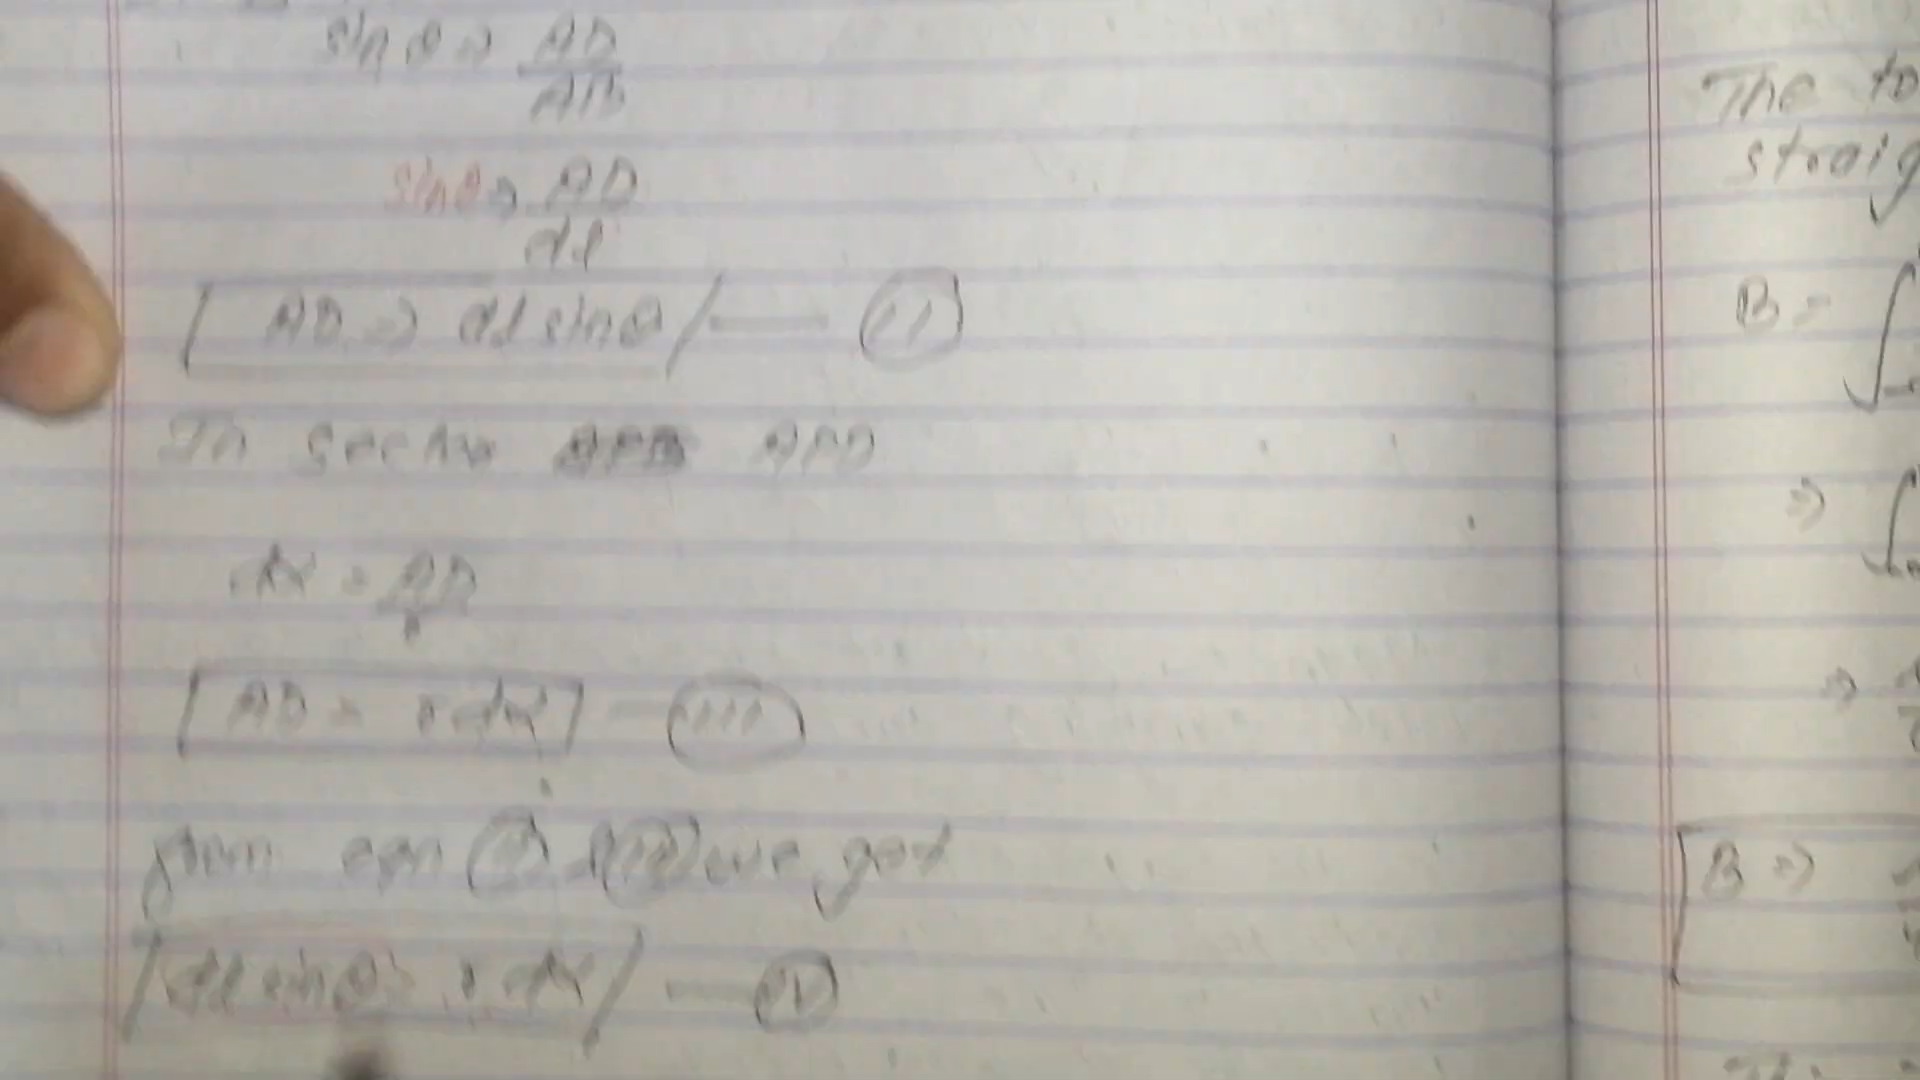 sin θ ⇒ AD/AB
sin θ ⇒ AD/dl
AD ⇒ dl sin θ — (ii)
In sector APD
dα = AD/r
AD = r dα — (iii)
from eqn (ii) & (iii) we get
dl sin θ = r dα — (iv)
The to
straig
B = ∫
⇒ ∫
⇒
B ⇒